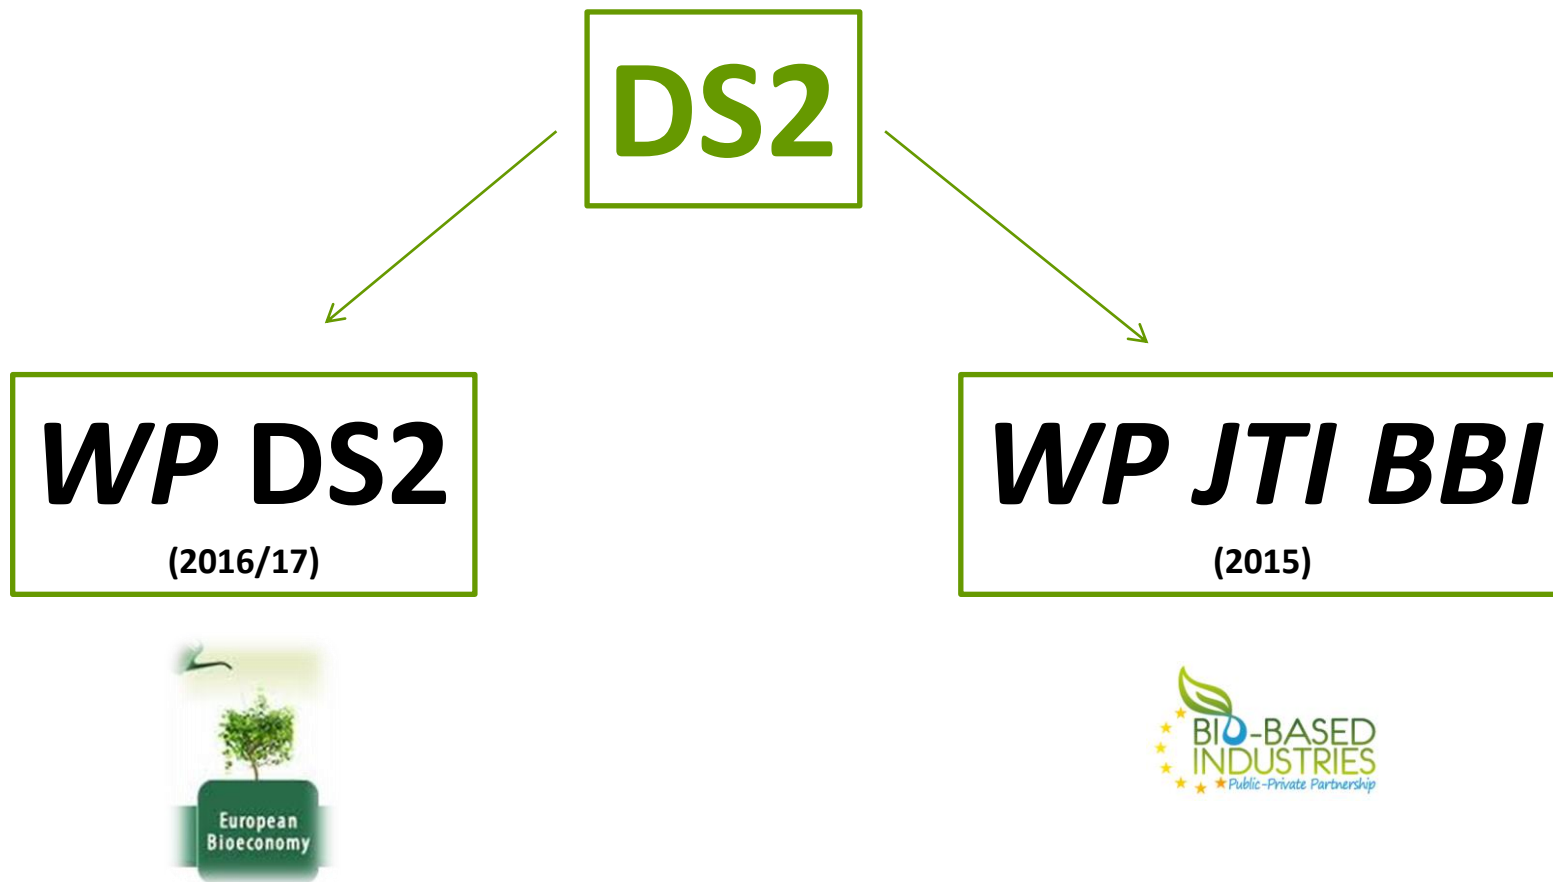 DS2
WP DS2
(2016/17)
WP JTI BBI
(2015)
European
Bioeconomy
BIO-BASED
INDUSTRIES
Public-Private Partnership